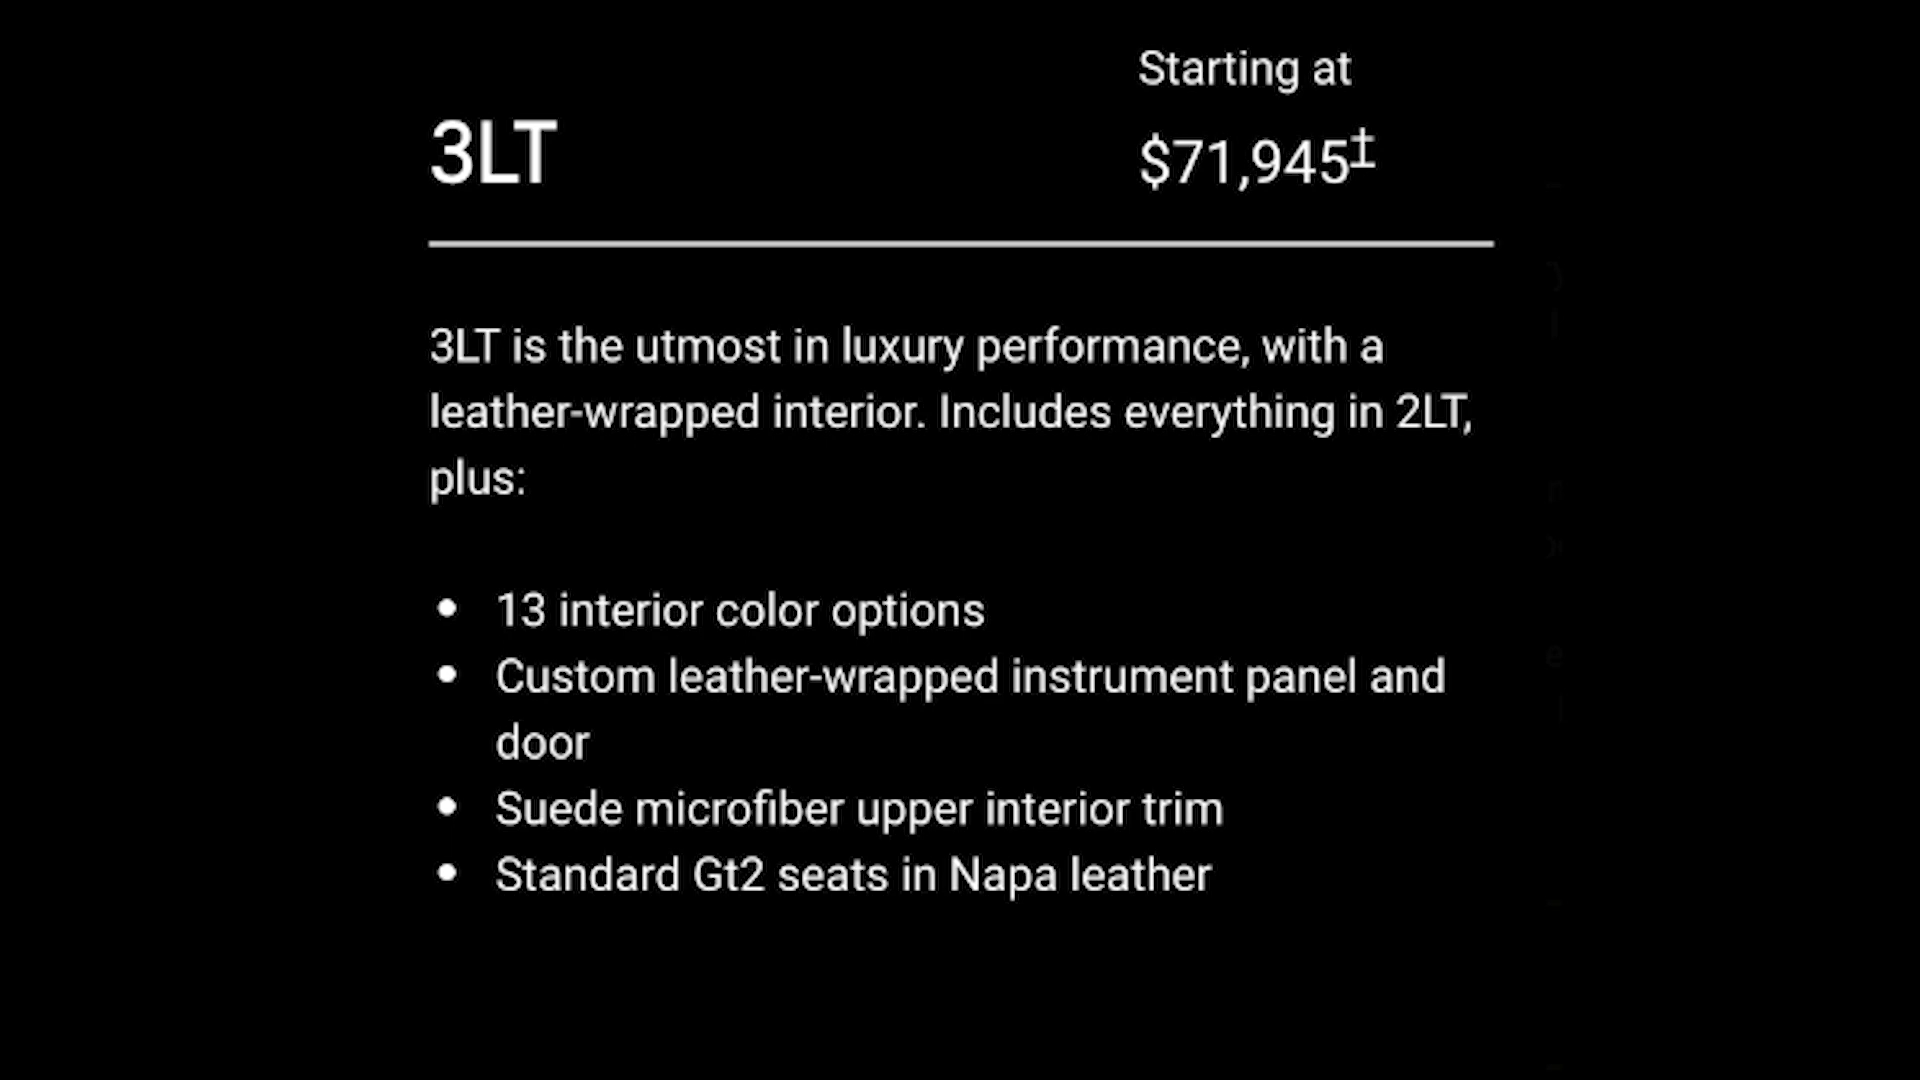 Starting at
3LT
$71,945‡
3LT is the utmost in luxury performance, with a
leather-wrapped interior. Includes everything in 2LT,
plus:
• 13 interior color options
• Custom leather-wrapped instrument panel and
door
• Suede microfiber upper interior trim
• Standard Gt2 seats in Napa leather